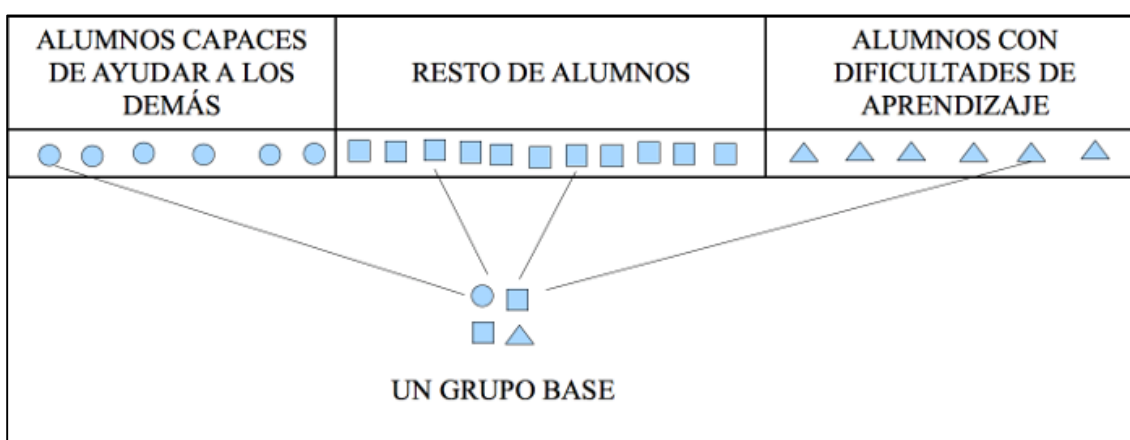 ALUMNOS CAPACES
DE AYUDAR A LOS
DEMÁS
RESTO DE ALUMNOS
ALUMNOS CON
DIFICULTADES DE
APRENDIZAJE
UN GRUPO BASE